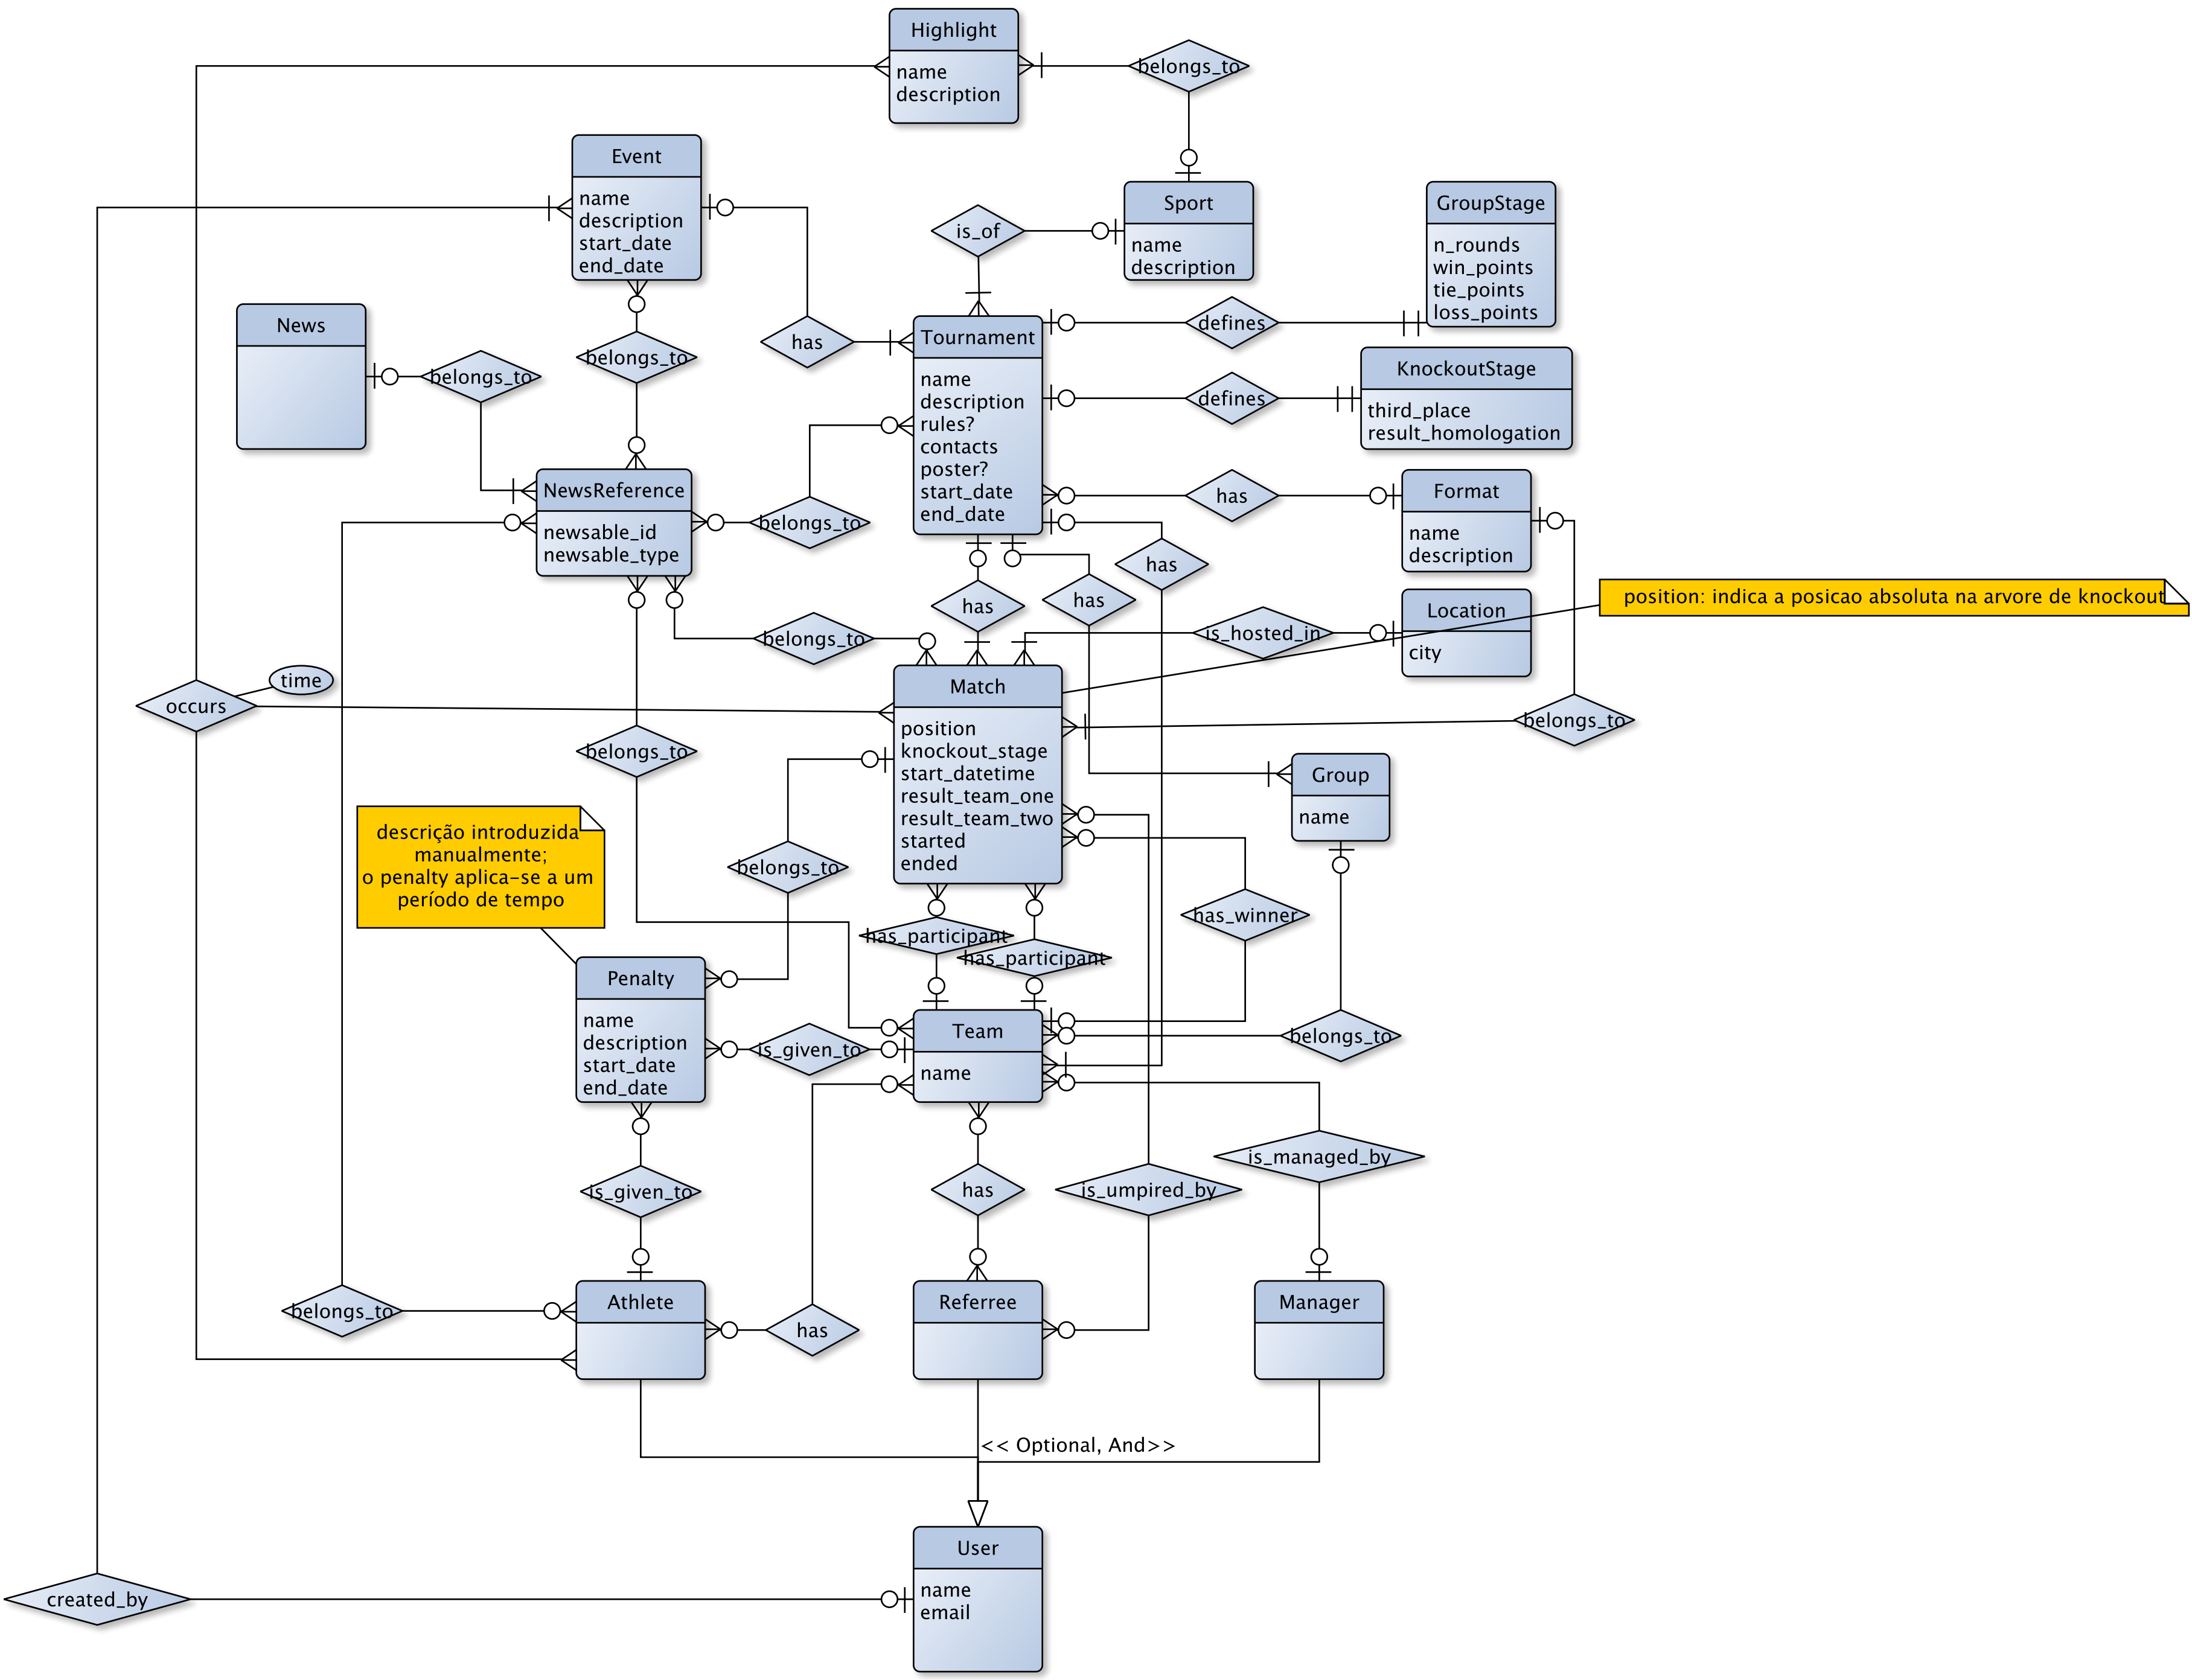 Highlight
name
description
belongs_to
Event
name
description
start_date
end_date
Sport
name
description
is_of
GroupStage
n_rounds
win_points
tie_points
loss_points
News
belongs_to
belongs_to
has
Tournament
name
description
rules?
contacts
poster?
start_date
end_date
defines
KnockoutStage
third_place
result_homologation
defines
NewsReference
newsable_id
newsable_type
belongs_to
has
Format
name
description
has
has
has
Location
city
position: indica a posicao absoluta na arvore de knockout
belongs_to
is_hosted_in
time
occurs
Match
position
knockout_stage
start_datetime
result_team_one
result_team_two
started
ended
belongs_to
belongs_to
Group
name
descrição introduzida
manualmente;
o penalty aplica-se a um
período de tempo
belongs_to
has_participant
has_participant
has_winner
Penalty
name
description
start_date
end_date
is_given_to
Team
name
belongs_to
is_given_to
has
is_umpired_by
is_managed_by
belongs_to
Athlete
has
Referree
Manager
<< Optional, And>>
User
name
email
created_by